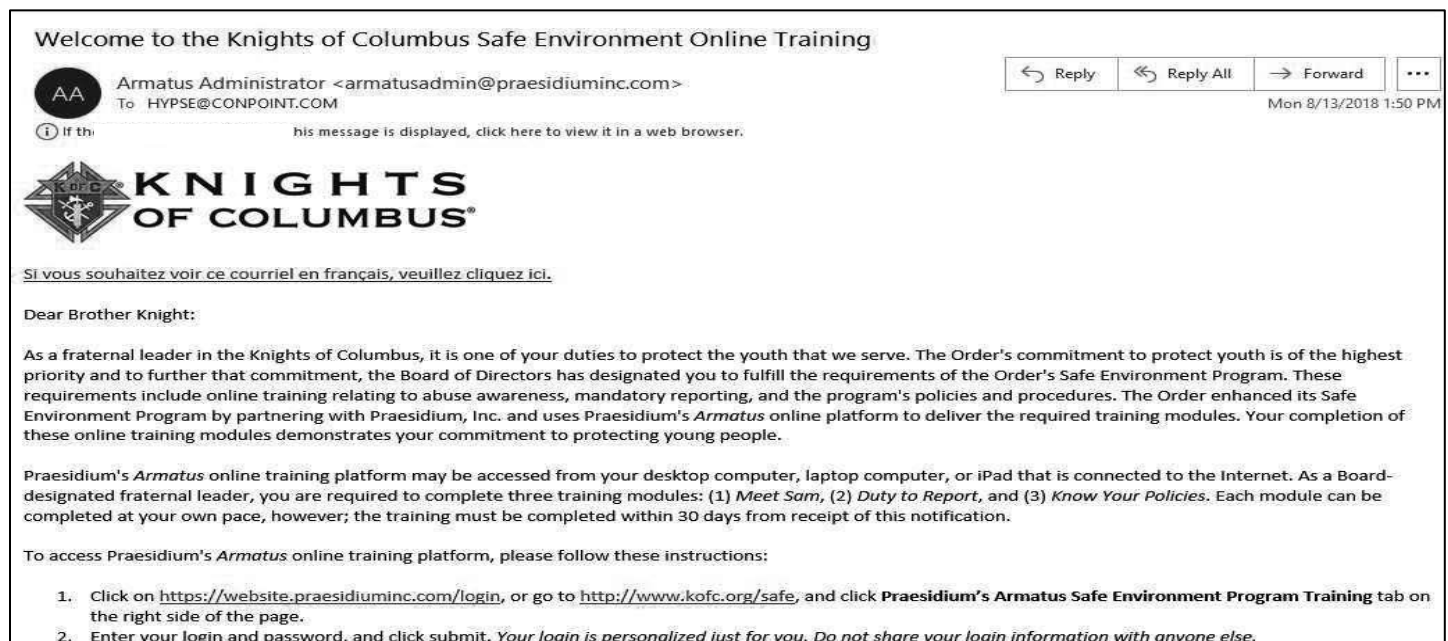 Welcome to the Knights of Columbus Safe Environment Online Training
AA
Armatus Administrator <armatusadmin@praesidiuminc.com>
To HYPSE@CONPOINT.COM
Reply
Reply All
Forward
...
Mon 8/13/2018 1:50 PM
If th his message is displayed, click here to view it in a web browser.
K OF C
KNIGHTS
OF COLUMBUS®
Si vous souhaitez voir ce courriel en français, veuillez cliquez ici.
Dear Brother Knight:
As a fraternal leader in the Knights of Columbus, it is one of your duties to protect the youth that we serve. The Order's commitment to protect youth is of the highest
priority and to further that commitment, the Board of Directors has designated you to fulfill the requirements of the Order's Safe Environment Program. These
requirements include online training relating to abuse awareness, mandatory reporting, and the program's policies and procedures. The Order enhanced its Safe
Environment Program by partnering with Praesidium, Inc. and uses Praesidium's Armatus online platform to deliver the required training modules. Your completion of
these online training modules demonstrates your commitment to protecting young people.
Praesidium's Armatus online training platform may be accessed from your desktop computer, laptop computer, or iPad that is connected to the Internet. As a Board-
designated fraternal leader, you are required to complete three training modules: (1) Meet Sam, (2) Duty to Report, and (3) Know Your Policies. Each module can be
completed at your own pace, however; the training must be completed within 30 days from receipt of this notification.
To access Praesidium's Armatus online training platform, please follow these instructions:
1. Click on https://website.praesidiuminc.com/login, or go to http://www.kofc.org/safe, and click Praesidium's Armatus Safe Environment Program Training tab on
the right side of the page.
2. Enter your login and password, and click submit. Your login is personalized just for you. Do not share your login information with anyone else.